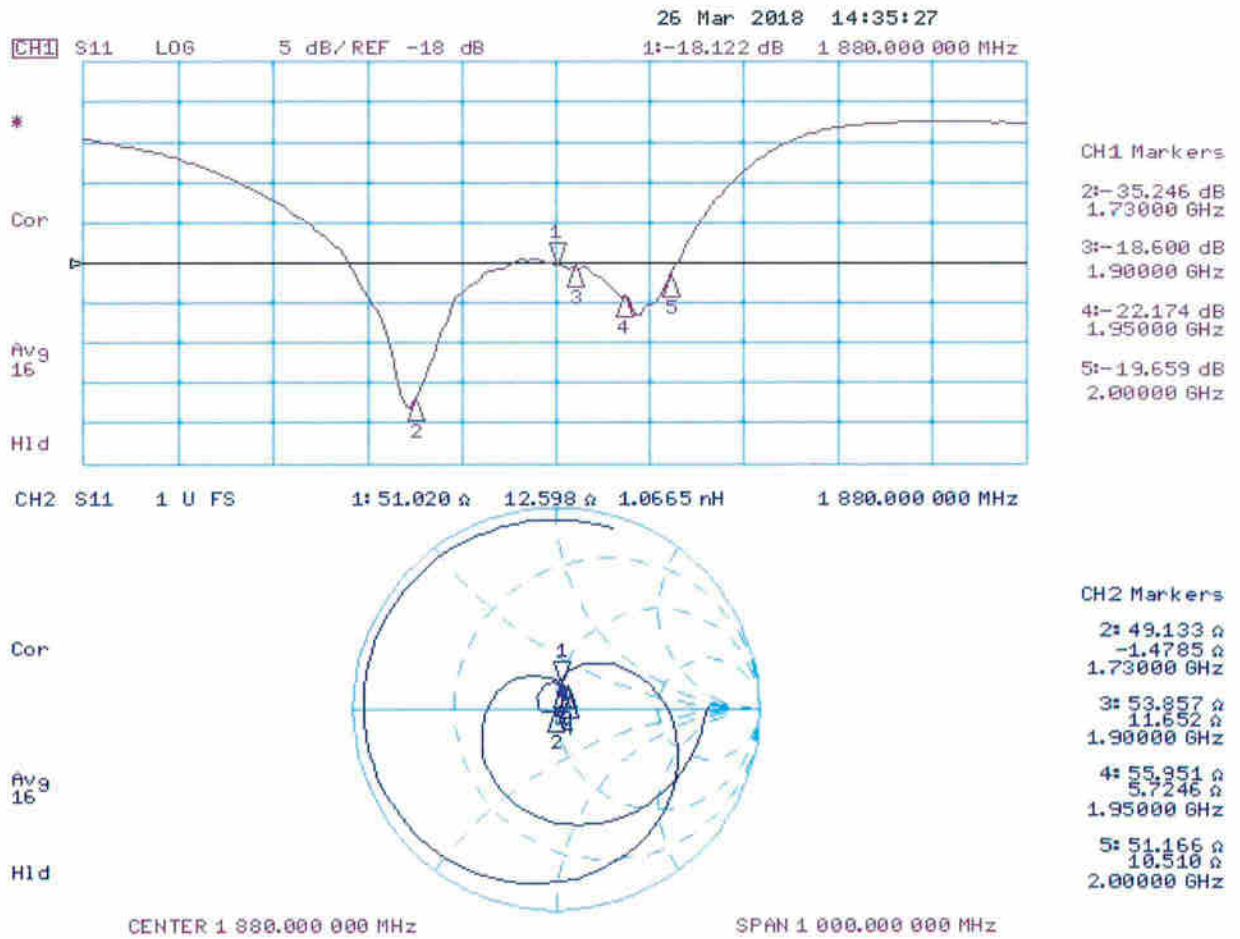 26 Mar 2018 14:35:27
CH1 S11 LOG 5 dB/REF -18 dB 1:-18.122 dB 1 880.000 000 MHz
*
Cor
Avg
16
Hld
1
2
3
4
5
CH1 Markers
2:-35.246 dB
1.73000 GHz
3:-18.600 dB
1.90000 GHz
4:-22.174 dB
1.95000 GHz
5:-19.659 dB
2.00000 GHz
CH2 S11 1 U FS 1: 51.020 Ω 12.598 Ω 1.0665 nH 1 880.000 000 MHz
Cor
Avg
16
Hld
1
2
4
CH2 Markers
2: 49.133 Ω
-1.4785 Ω
1.73000 GHz
3: 53.857 Ω
11.652 Ω
1.90000 GHz
4: 55.951 Ω
5.7246 Ω
1.95000 GHz
5: 51.166 Ω
10.510 Ω
2.00000 GHz
CENTER 1 880.000 000 MHz SPAN 1 000.000 000 MHz